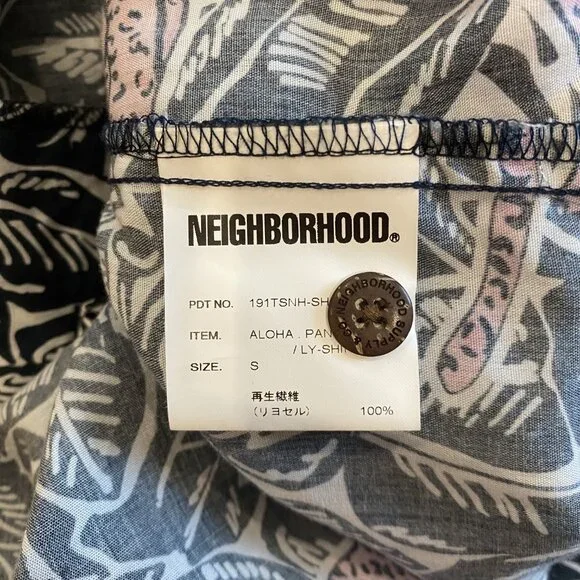 NEIGHBORHOOD®
PDT NO. 191TSNH-SH
ITEM. ALOHA . PAN
/ LY-SHI
SIZE. S
再生繊維
(リヨセル) 100%
NEIGHBORHOOD SUPPLY & CO